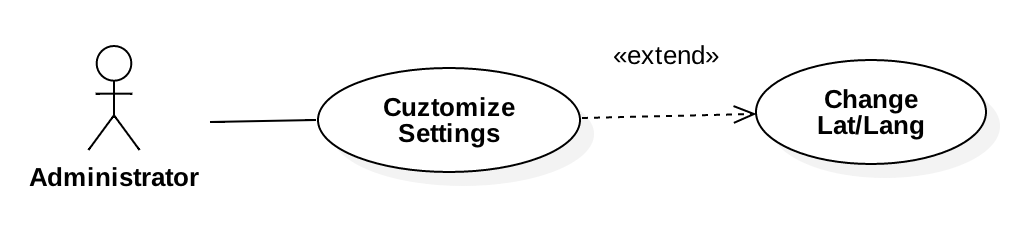 «extend»
Cuztomize
Settings
Change
Lat/Lang
Administrator